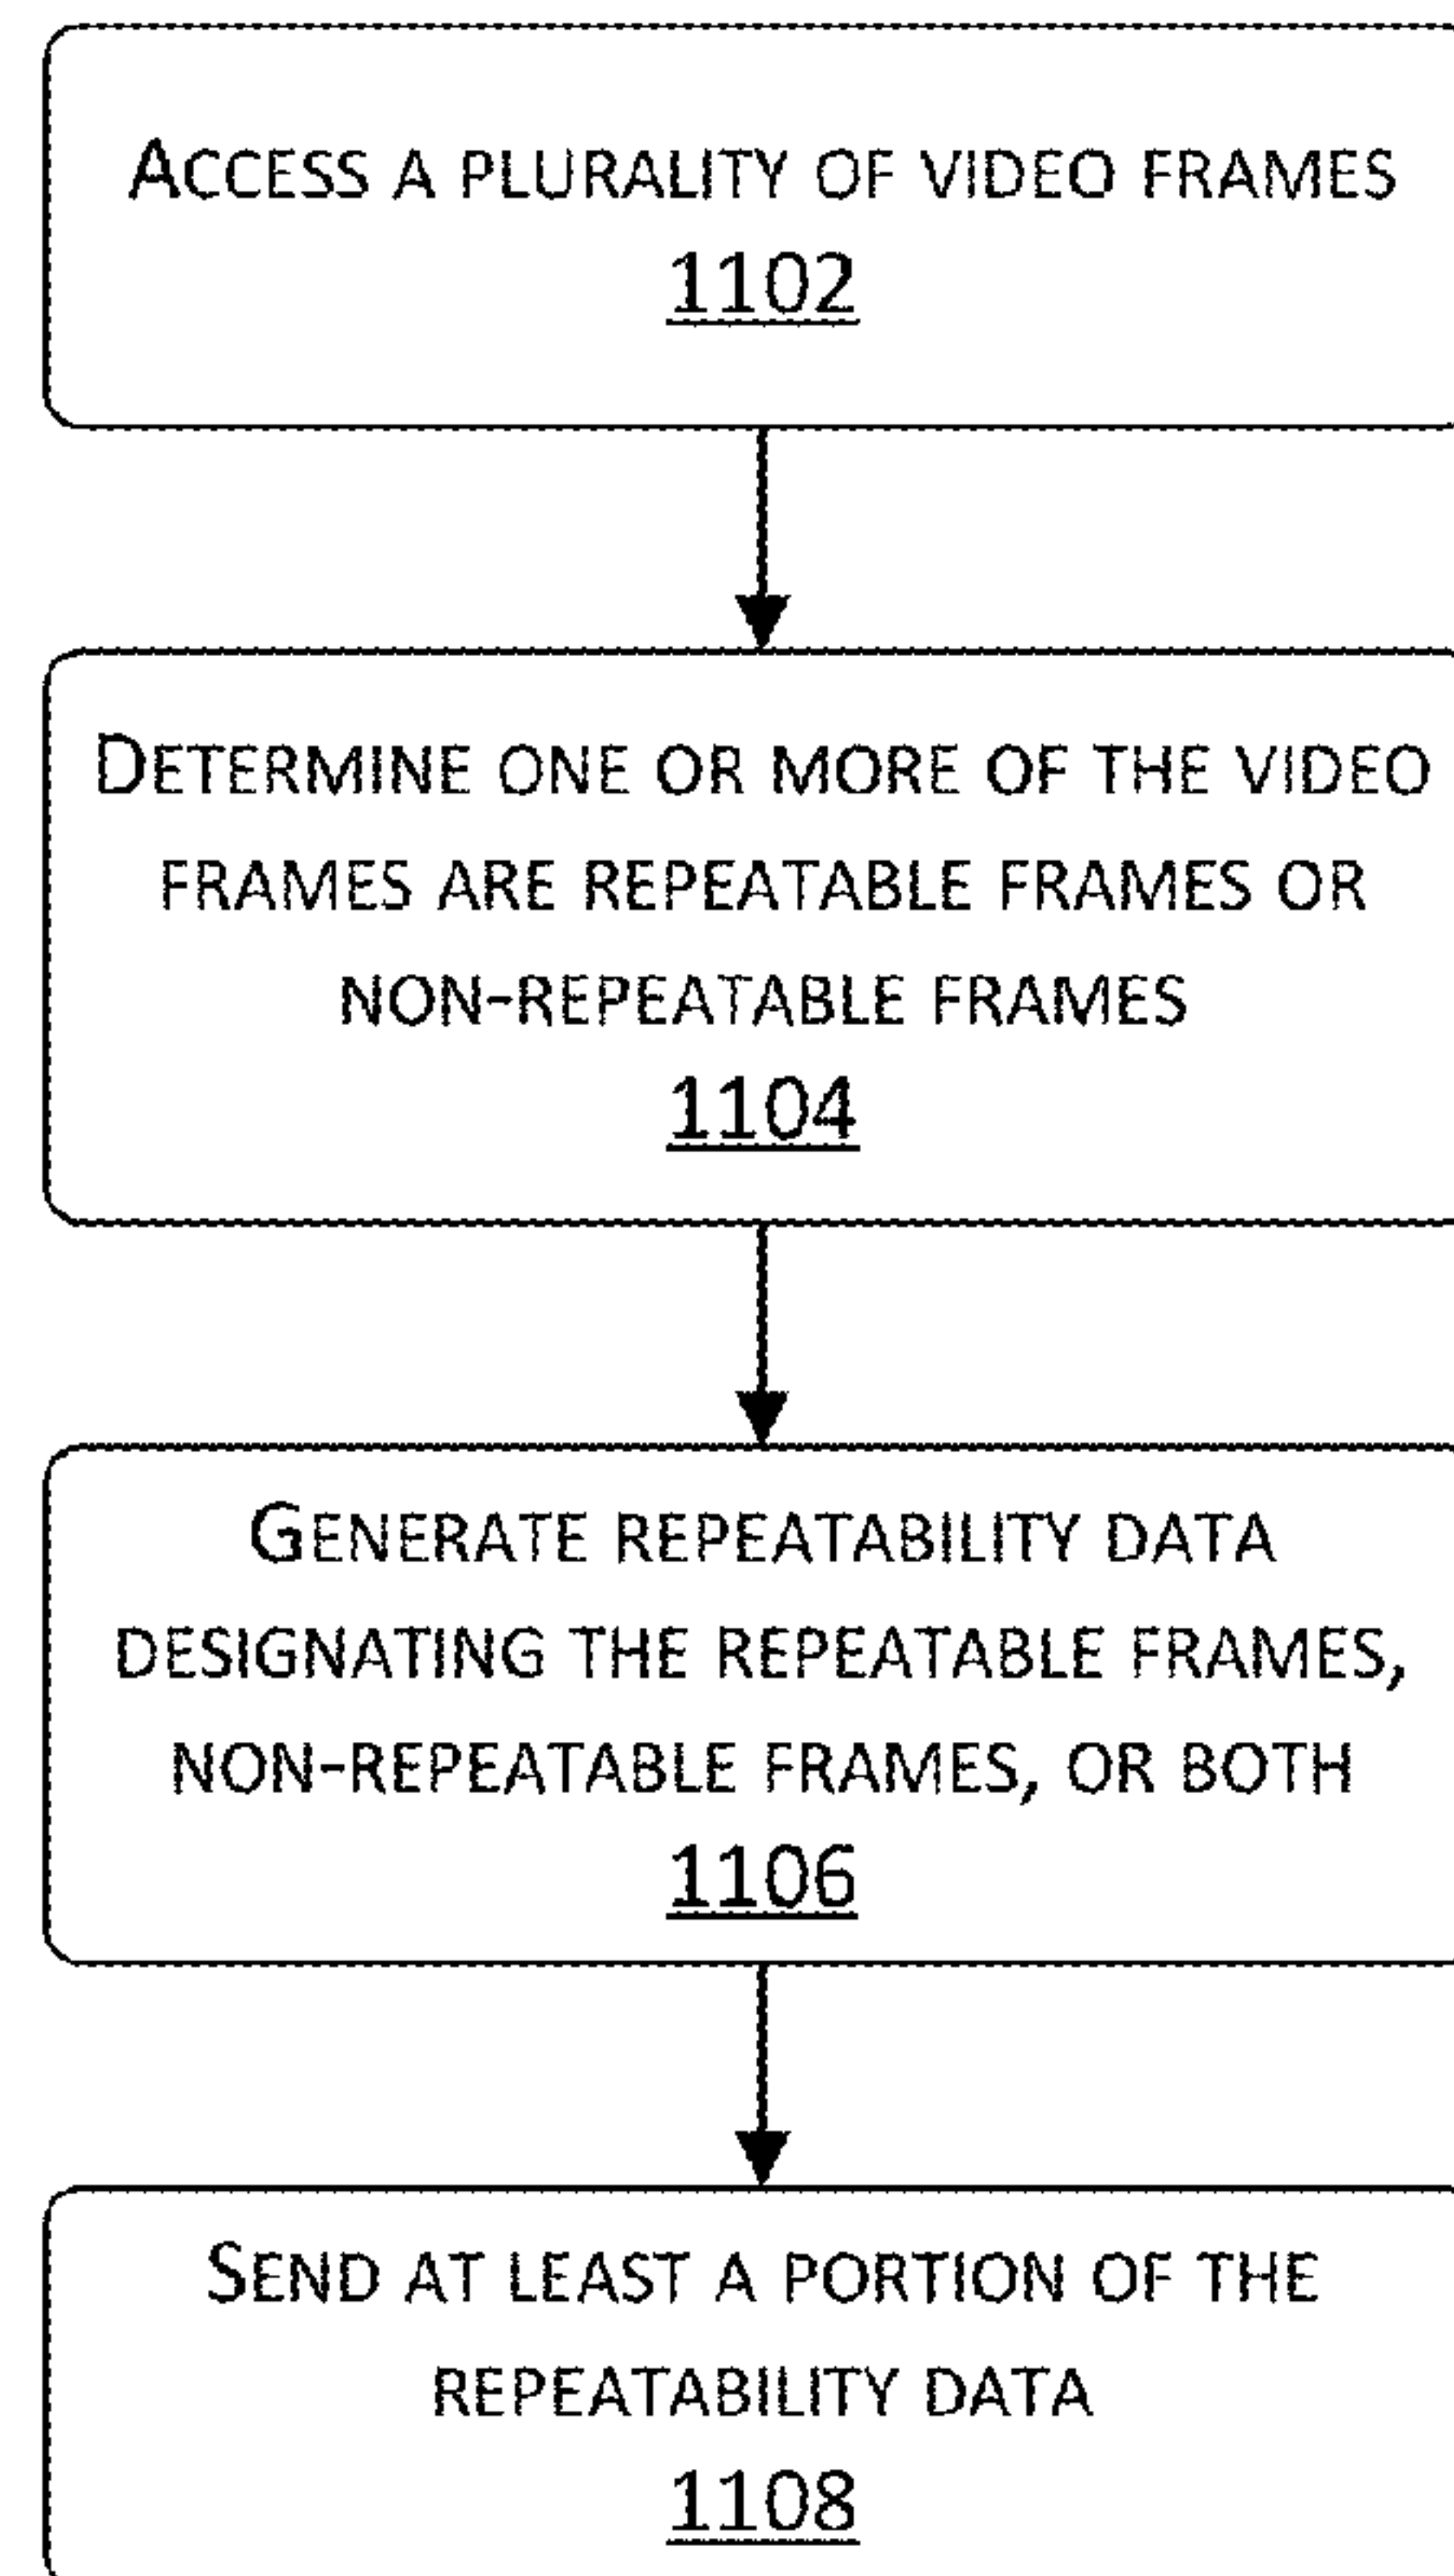 ACCESS A PLURALITY OF VIDEO FRAMES
1102
DETERMINE ONE OR MORE OF THE VIDEO
FRAMES ARE REPEATABLE FRAMES OR
NON-REPEATABLE FRAMES
1104
GENERATE REPEATABILITY DATA
DESIGNATING THE REPEATABLE FRAMES,
NON-REPEATABLE FRAMES, OR BOTH
1106
SEND AT LEAST A PORTION OF THE
REPEATABILITY DATA
1108